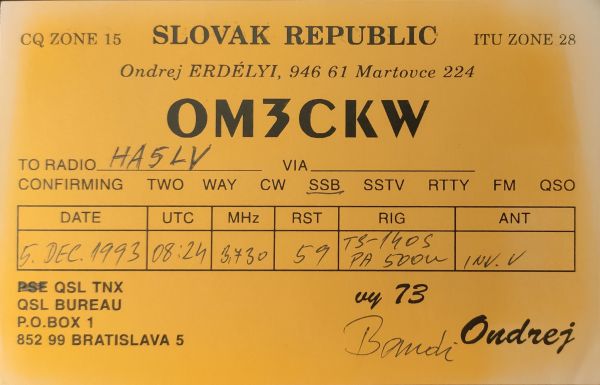 CQ ZONE 15 SLOVAK REPUBLIC ITU ZONE 28
Ondrej ERDÉLYI, 946 61 Martovce 224
OM3CKW
TO RADIO HA5LV VIA
CONFIRMING TWO WAY CW SSB SSTV RTTY FM QSO
DATE UTC MHz RST RIG ANT
5. DEC. 1993 08:24 3,730 59 TS-140S PA 500W INV. V
PSE QSL TNX
QSL BUREAU
P.O.BOX 1
852 99 BRATISLAVA 5
vy 73
Bandi Ondrej